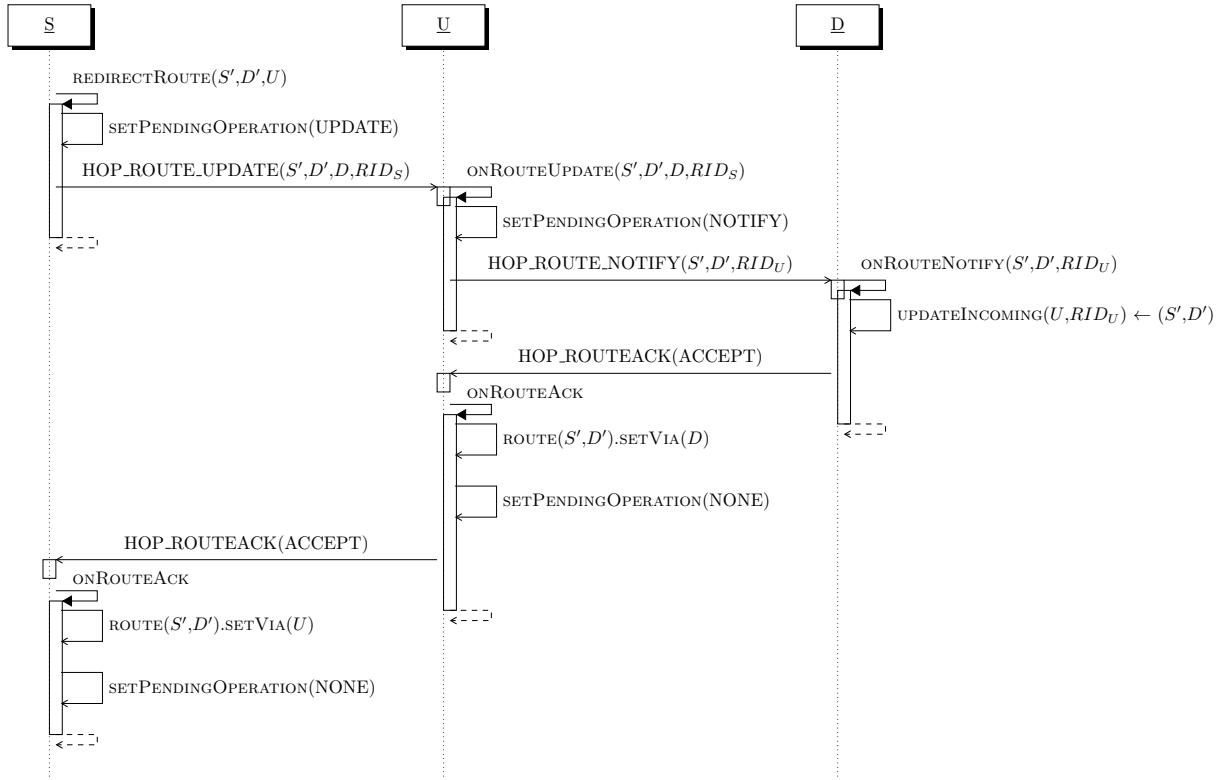 S U D
REDIRECTROUTE(S′,D′,U)
SETPENDINGOPERATION(UPDATE)
HOP_ROUTE_UPDATE(S′,D′,D,RID_S) ONROUTEUPDATE(S′,D′,D,RID_S)
SETPENDINGOPERATION(NOTIFY)
HOP_ROUTE_NOTIFY(S′,D′,RID_U) ONROUTENOTIFY(S′,D′,RID_U)
UPDATEINCOMING(U,RID_U) ← (S′,D′)
HOP_ROUTEACK(ACCEPT)
ONROUTEACK
ROUTE(S′,D′).SETVIA(D)
SETPENDINGOPERATION(NONE)
HOP_ROUTEACK(ACCEPT)
ONROUTEACK
ROUTE(S′,D′).SETVIA(U)
SETPENDINGOPERATION(NONE)